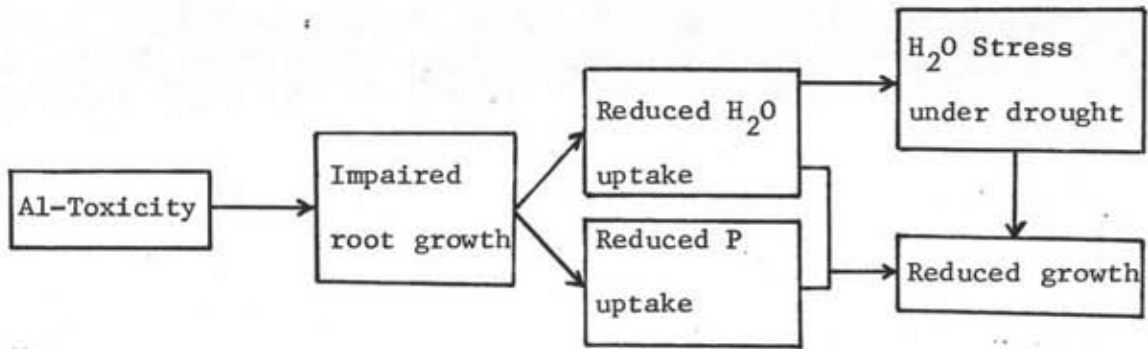 Al-Toxicity
Impaired
root growth
Reduced H₂O
uptake
Reduced P
uptake
H₂O Stress
under drought
Reduced growth